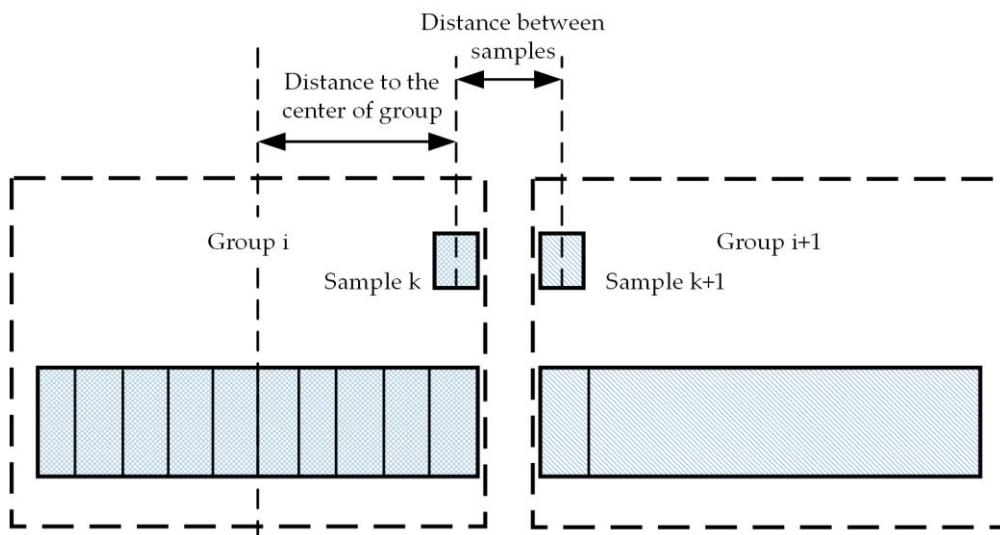 Distance between
samples
Distance to the
center of group
Group i
Group i+1
Sample k
Sample k+1